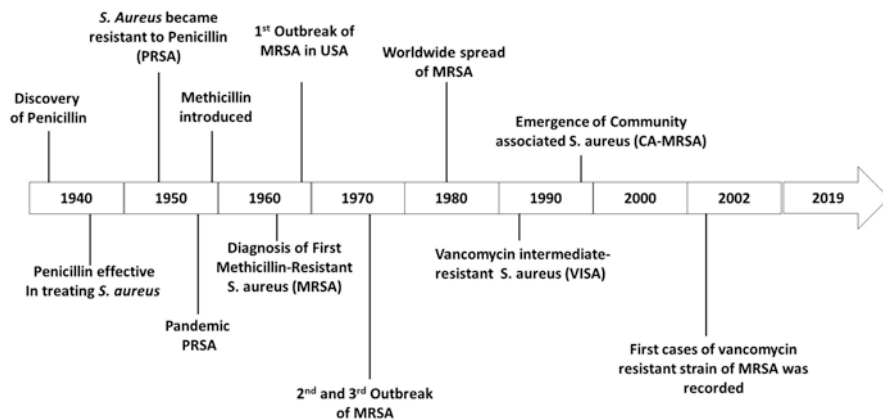 S. Aureus became
resistant to Penicillin
(PRSA)
1st Outbreak of
MRSA in USA
Worldwide spread
of MRSA
Discovery
of Penicillin
Methicillin
introduced
Emergence of Community
associated S. aureus (CA-MRSA)
1940 1950 1960 1970 1980 1990 2000 2002 2019
Penicillin effective
In treating S. aureus
Diagnosis of First
Methicillin-Resistant
S. aureus (MRSA)
Vancomycin intermediate-
resistant S. aureus (VISA)
Pandemic
PRSA
2nd and 3rd Outbreak
of MRSA
First cases of vancomycin
resistant strain of MRSA was
recorded